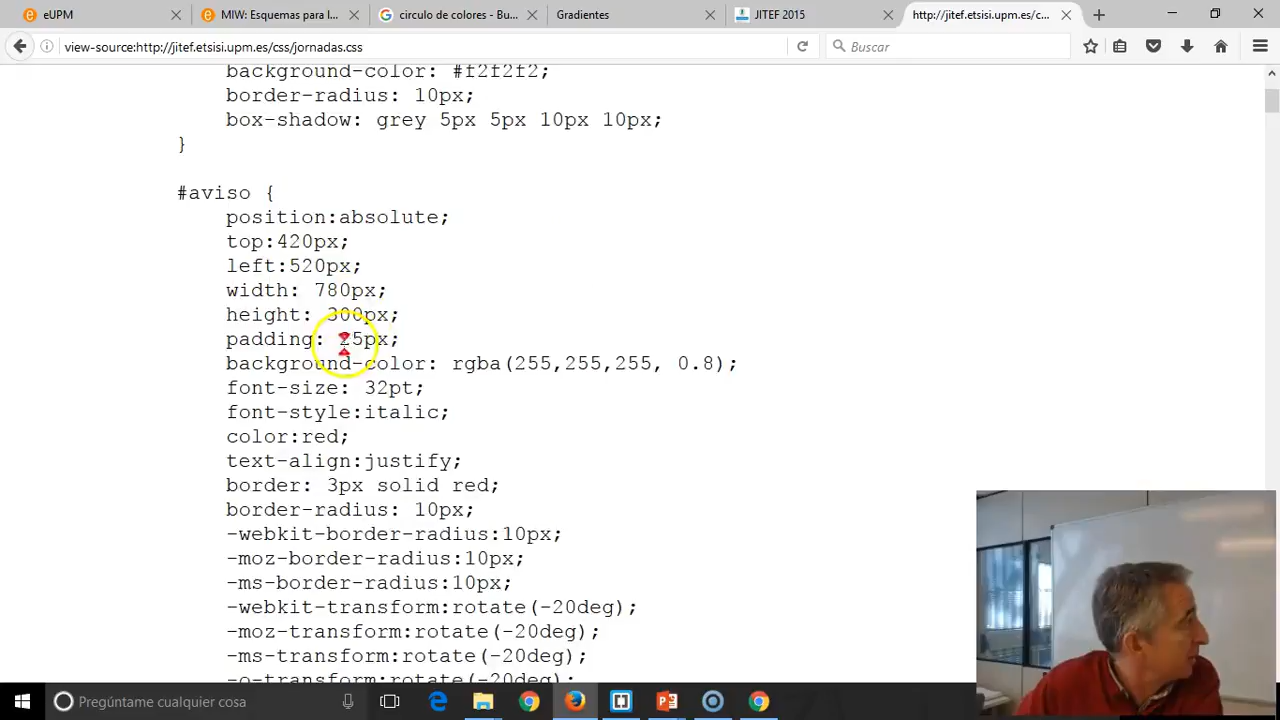 eUPM
MIW: Esquemas para l...
circulo de colores - Bu...
Gradientes
JITEF 2015
http://jitef.etsisi.upm.es/c...
view-source:http://jitef.etsisi.upm.es/css/jornadas.css
Buscar
background-color: #f2f2f2;
border-radius: 10px;
box-shadow: grey 5px 5px 10px 10px;
}
#aviso {
position:absolute;
top:420px;
left:520px;
width: 780px;
height: 300px;
padding: 25px;
background-color: rgba(255,255,255, 0.8);
font-size: 32pt;
font-style:italic;
color:red;
text-align:justify;
border: 3px solid red;
border-radius: 10px;
-webkit-border-radius:10px;
-moz-border-radius:10px;
-ms-border-radius:10px;
-webkit-transform:rotate(-20deg);
-moz-transform:rotate(-20deg);
-ms-transform:rotate(-20deg);
-o-transform:rotate(-20deg);
Pregúntame cualquier cosa